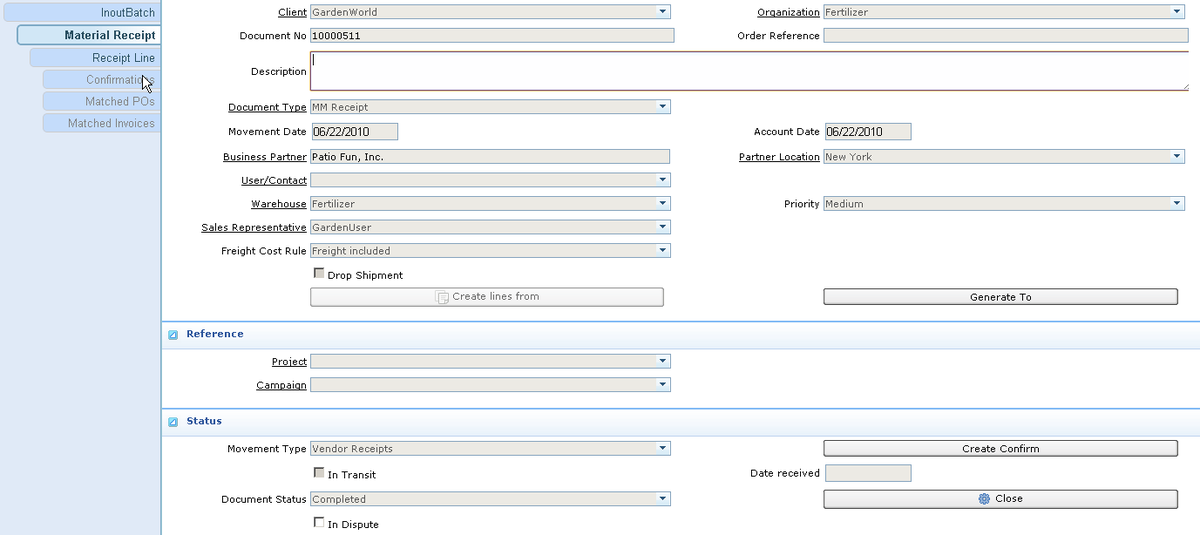 InoutBatch
Material Receipt
Receipt Line
Confirmations
Matched POs
Matched Invoices
Client GardenWorld Organization Fertilizer
Document No 10000511 Order Reference
Description
Document Type MM Receipt
Movement Date 06/22/2010 Account Date 06/22/2010
Business Partner Patio Fun, Inc. Partner Location New York
User/Contact
Warehouse Fertilizer Priority Medium
Sales Representative GardenUser
Freight Cost Rule Freight included
Drop Shipment
Create lines from Generate To
Reference
Project
Campaign
Status
Movement Type Vendor Receipts Create Confirm
In Transit Date received
Document Status Completed Close
In Dispute